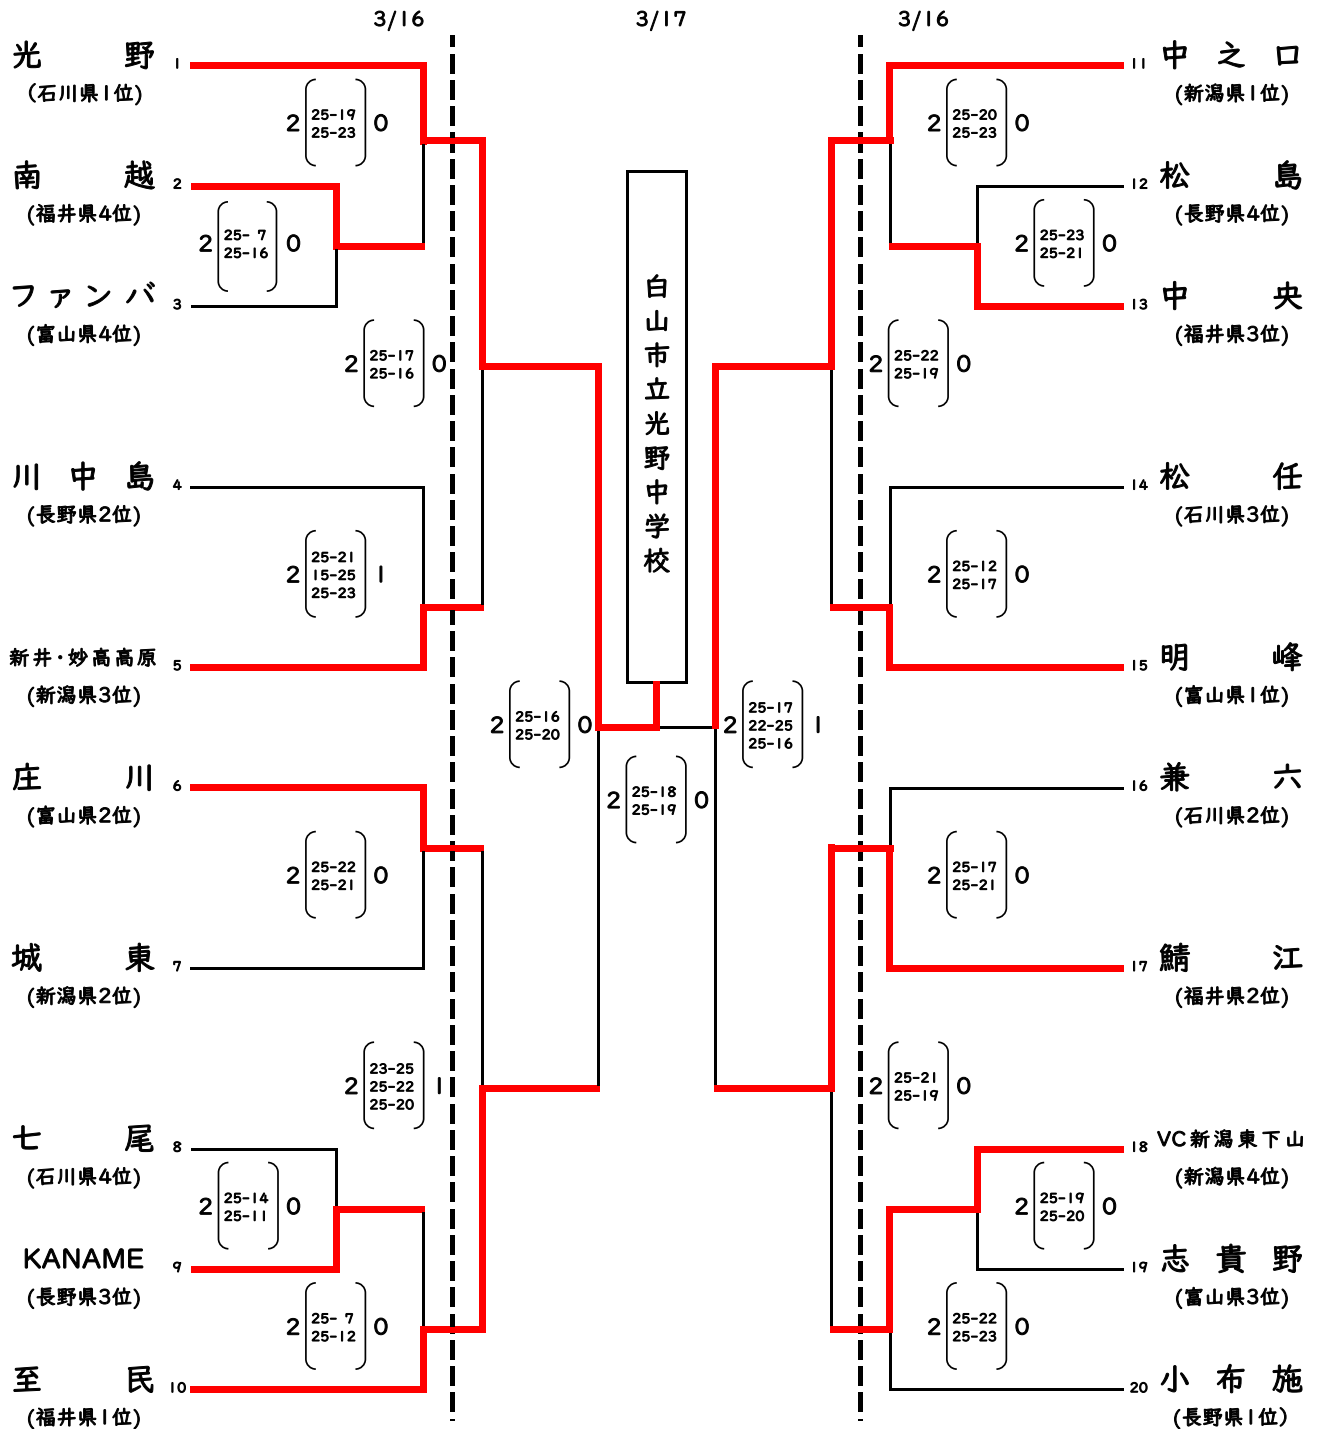 3/16
3/17
3/16
光野 1
(石川県1位)
2 25-19 0
25-23
南越 2
(福井県4位)
2 25- 7 0
25-16
ファンバ 3
(富山県4位)
2 25-17 0
25-16
川中島 4
(長野県2位)
2 25-21 1
15-25
25-23
新井・妙高高原 5
(新潟県3位)
2 25-16 0
25-20
庄川 6
(富山県2位)
2 25-22 0
25-21
城東 7
(新潟県2位)
2 23-25 1
25-22
25-20
七尾 8
(石川県4位)
2 25-14 0
25-11
KANAME 9
(長野県3位)
2 25- 7 0
25-12
至民 10
(福井県1位)
白山市立光野中学校
2 25-18 0
25-19
11 中之口
(新潟県1位)
2 25-20 0
25-23
12 松島
(長野県4位)
2 25-23 0
25-21
13 中央
(福井県3位)
2 25-22 0
25-19
14 松任
(石川県3位)
2 25-12 0
25-17
15 明峰
(富山県1位)
2 25-17 1
22-25
25-16
16 兼六
(石川県2位)
2 25-17 0
25-21
17 鯖江
(福井県2位)
2 25-21 0
25-19
18 VC新潟東下山
(新潟県4位)
2 25-19 0
25-20
19 志貴野
(富山県3位)
2 25-22 0
25-23
20 小布施
(長野県1位)